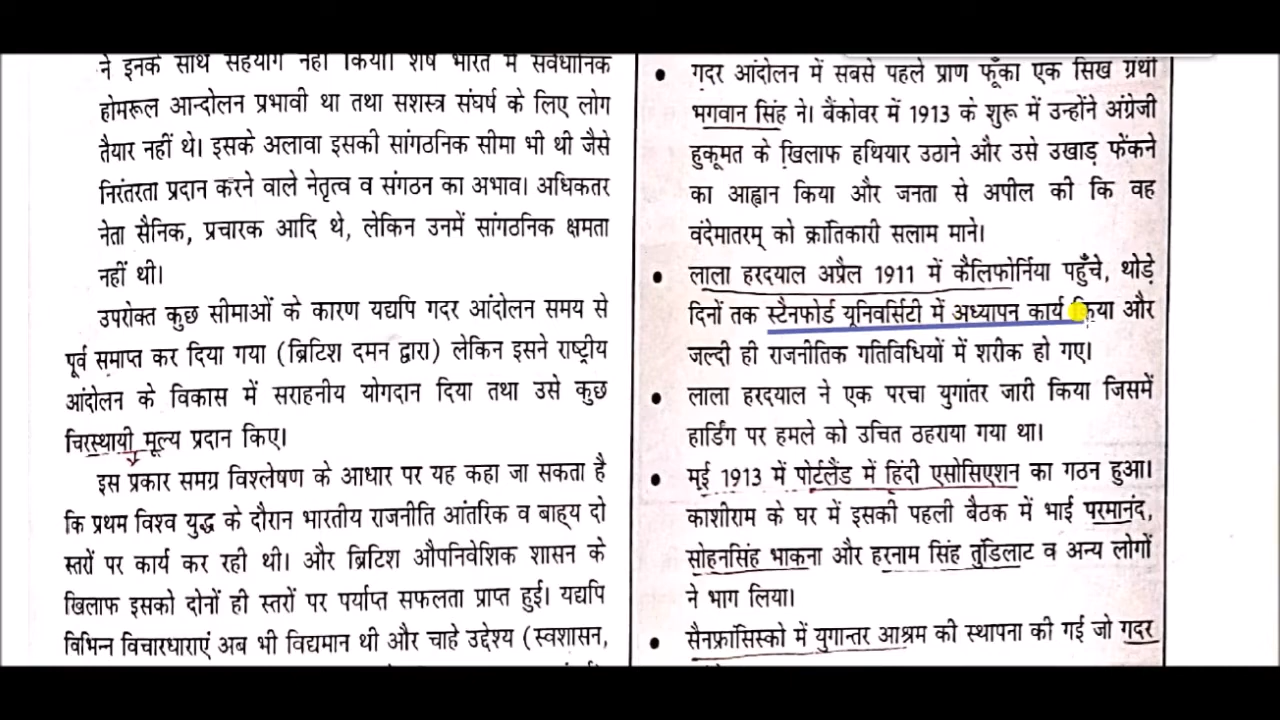 ने इनके साथ सहयोग नहीं किया। शेष भारत में संवैधानिक
होमरूल आन्दोलन प्रभावी था तथा सशस्त्र संघर्ष के लिए लोग
तैयार नहीं थे। इसके अलावा इसकी सांगठनिक सीमा भी थी जैसे
निरंतरता प्रदान करने वाले नेतृत्व व संगठन का अभाव। अधिकतर
नेता सैनिक, प्रचारक आदि थे, लेकिन उनमें सांगठनिक क्षमता
नहीं थी।
उपरोक्त कुछ सीमाओं के कारण यद्यपि गदर आंदोलन समय से
पूर्व समाप्त कर दिया गया (ब्रिटिश दमन द्वारा) लेकिन इसने राष्ट्रीय
आंदोलन के विकास में सराहनीय योगदान दिया तथा उसे कुछ
चिरस्थायी मूल्य प्रदान किए।
इस प्रकार समग्र विश्लेषण के आधार पर यह कहा जा सकता है
कि प्रथम विश्व युद्ध के दौरान भारतीय राजनीति आंतरिक व बाह्य दो
स्तरों पर कार्य कर रही थी। और ब्रिटिश औपनिवेशिक शासन के
खिलाफ इसको दोनों ही स्तरों पर पर्याप्त सफलता प्राप्त हुई। यद्यपि
विभिन्न विचारधाराएं अब भी विद्यमान थी और चाहे उद्देश्य (स्वशासन,
• गदर आंदोलन में सबसे पहले प्राण फूँका एक सिख ग्रंथी
भगवान सिंह ने। बैंकोवर में 1913 के शुरू में उन्होंने अंग्रेजी
हुकूमत के खिलाफ हथियार उठाने और उसे उखाड़ फेंकने
का आह्वान किया और जनता से अपील की कि वह
वंदेमातरम् को क्रांतिकारी सलाम माने।
• लाला हरदयाल अप्रैल 1911 में कैलिफोर्निया पहुँचे, थोड़े
दिनों तक स्टैनफोर्ड यूनिवर्सिटी में अध्यापन कार्य किया और
जल्दी ही राजनीतिक गतिविधियों में शरीक हो गए।
• लाला हरदयाल ने एक परचा युगांतर जारी किया जिसमें
हार्डिंग पर हमले को उचित ठहराया गया था।
• मई 1913 में पोर्टलैंड में हिंदी एसोसिएशन का गठन हुआ।
काशीराम के घर में इसकी पहली बैठक में भाई परमानंद,
सोहनसिंह भाकना और हरनाम सिंह तुंडिलाट व अन्य लोगों
ने भाग लिया।
• सैनफ्रांसिस्को में युगान्तर आश्रम की स्थापना की गई जो गदर